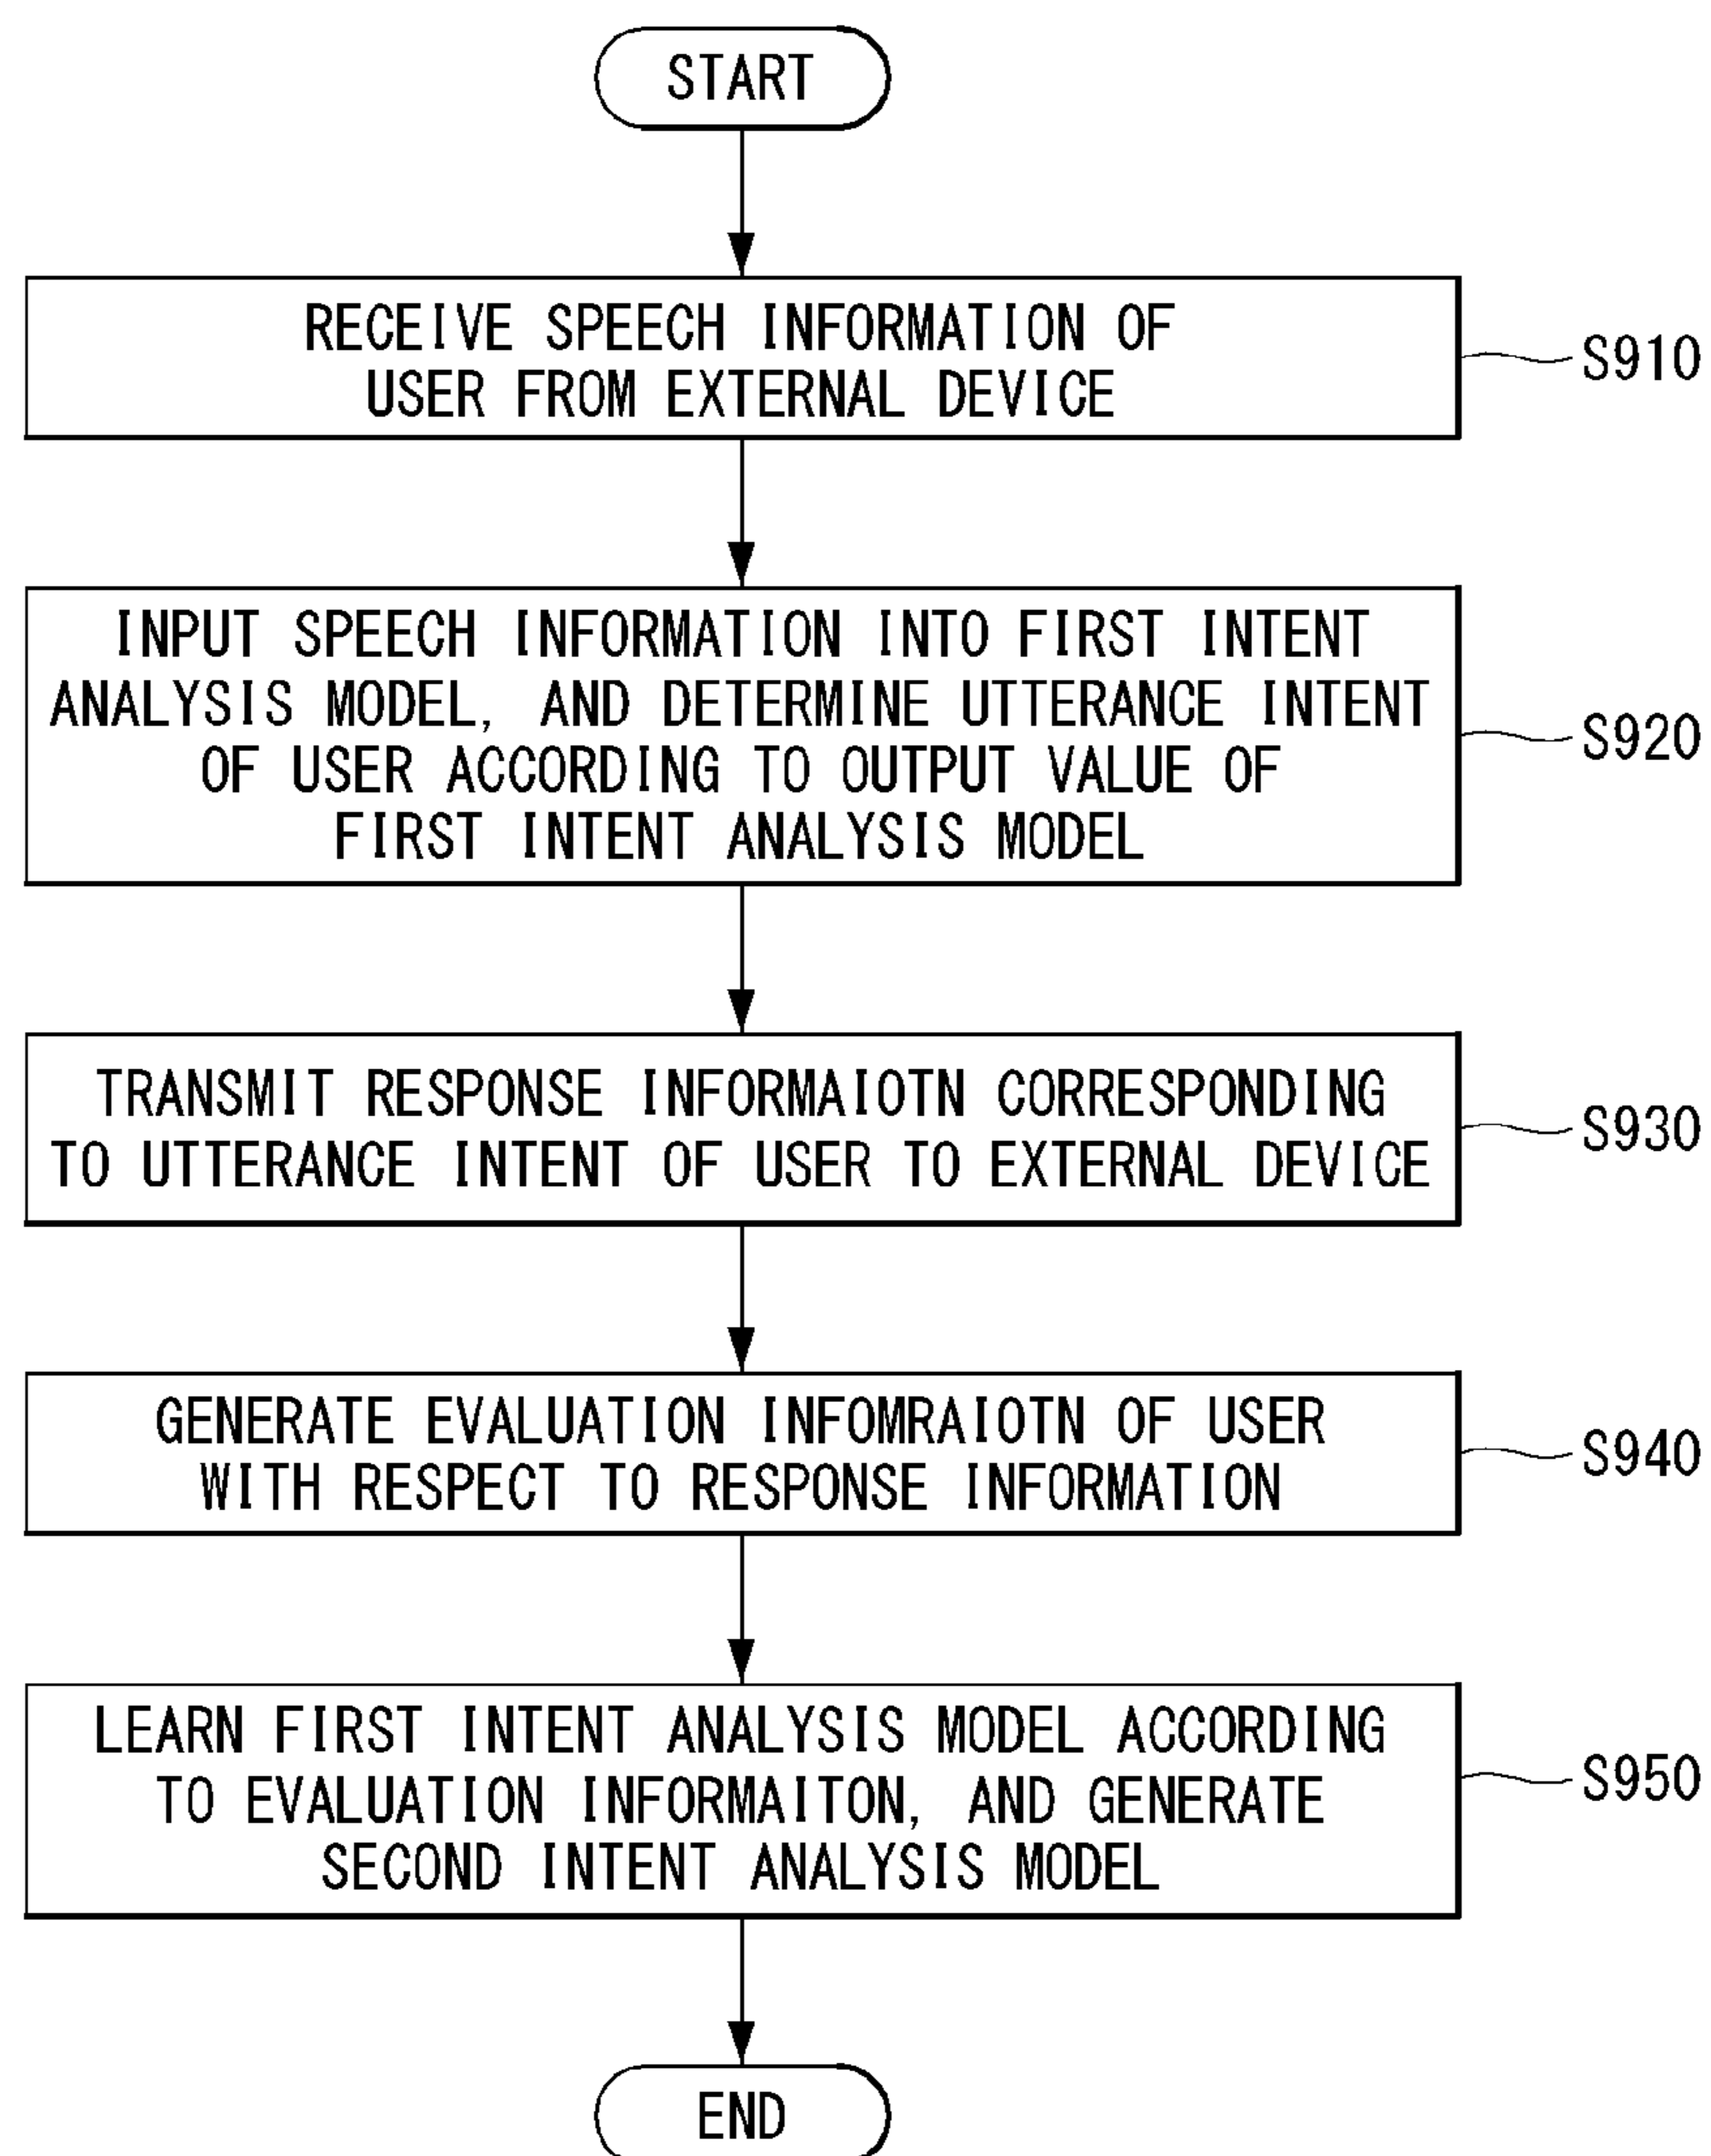 START
RECEIVE SPEECH INFORMATION OF
USER FROM EXTERNAL DEVICE
S910
INPUT SPEECH INFORMATION INTO FIRST INTENT
ANALYSIS MODEL, AND DETERMINE UTTERANCE INTENT
OF USER ACCORDING TO OUTPUT VALUE OF
FIRST INTENT ANALYSIS MODEL
S920
TRANSMIT RESPONSE INFORMAIOTN CORRESPONDING
TO UTTERANCE INTENT OF USER TO EXTERNAL DEVICE
S930
GENERATE EVALUATION INFOMRAIOTN OF USER
WITH RESPECT TO RESPONSE INFORMATION
S940
LEARN FIRST INTENT ANALYSIS MODEL ACCORDING
TO EVALUATION INFORMAITON, AND GENERATE
SECOND INTENT ANALYSIS MODEL
S950
END